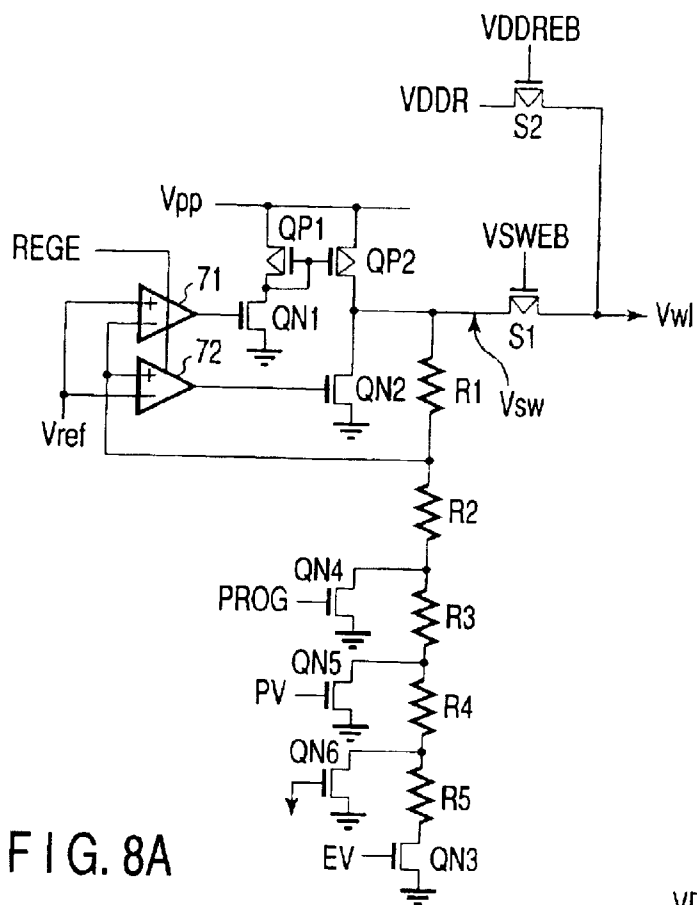 VDDREB
VDDR
S2
Vpp
REGE
QP1
QP2
VSWEB
71
QN1
Vwl
S1
72
QN2
R1
Vsw
Vref
R2
QN4
PROG
R3
QN5
PV
R4
QN6
R5
FIG. 8A
EV
QN3